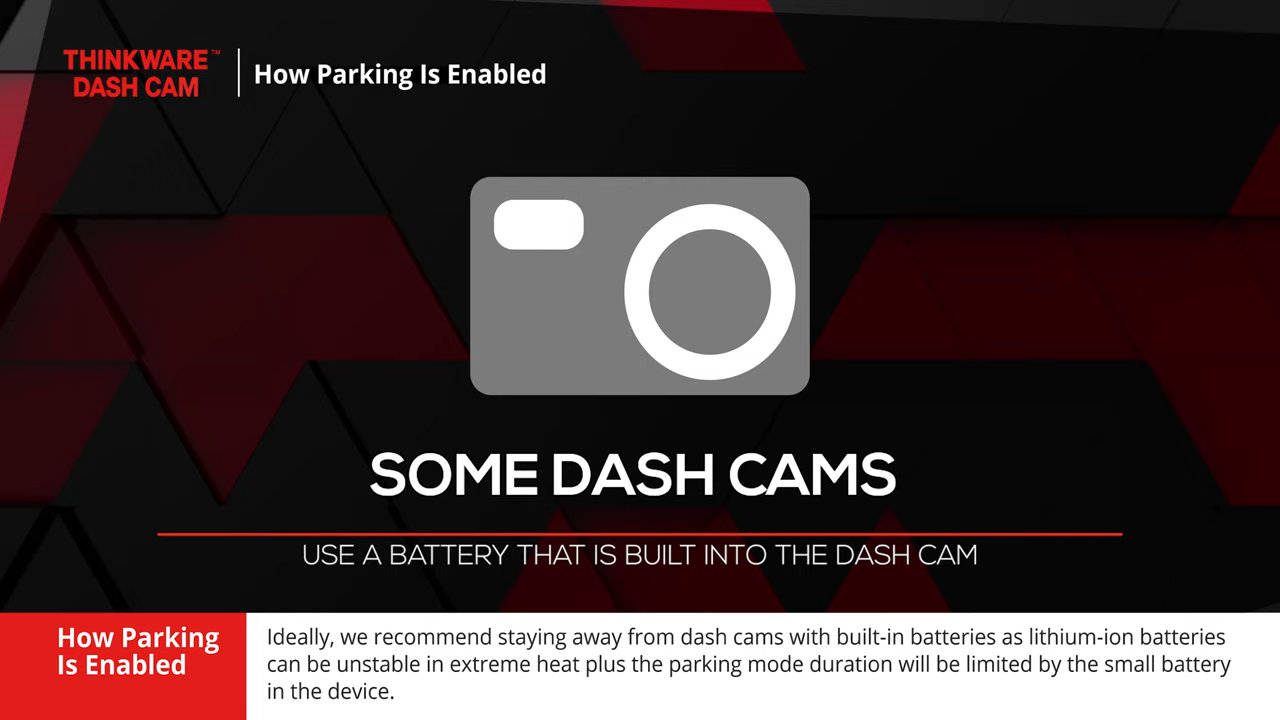 THINKWARE™
DASH CAM
How Parking Is Enabled
SOME DASH CAMS
USE A BATTERY THAT IS BUILT INTO THE DASH CAM
How Parking
Is Enabled
Ideally, we recommend staying away from dash cams with built-in batteries as lithium-ion batteries
can be unstable in extreme heat plus the parking mode duration will be limited by the small battery
in the device.